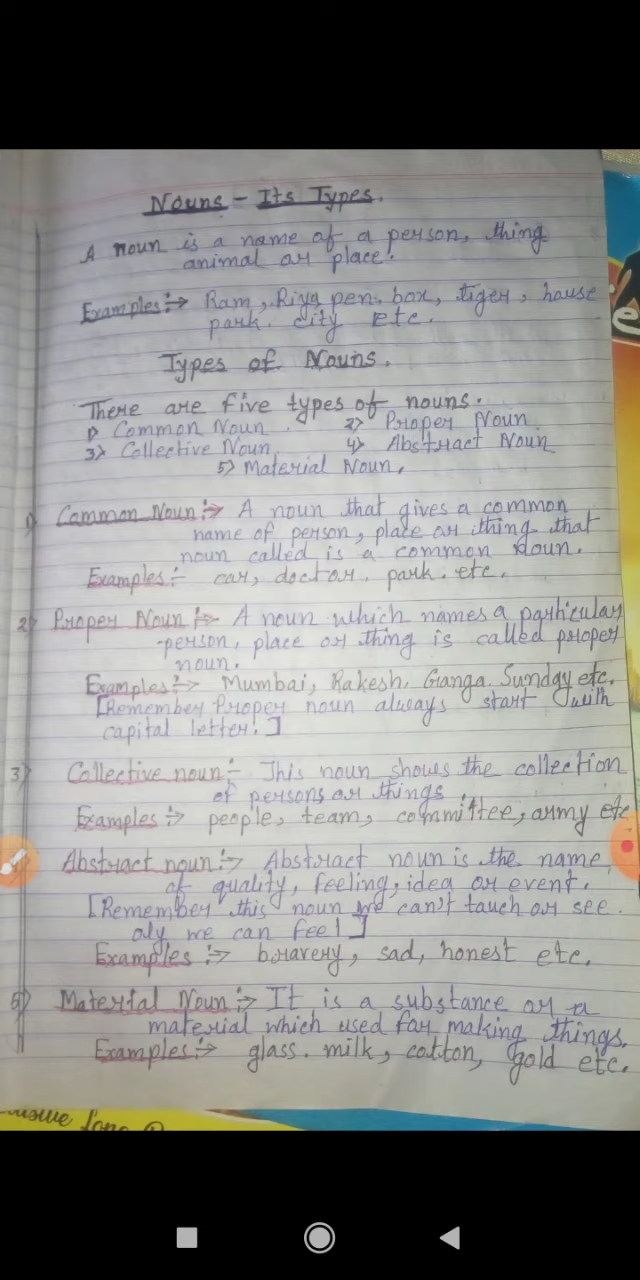 Nouns - Its Types.
A noun is a name of a person, thing
animal or place.
Examples:→ Ram, Riya pen. box, tiger, house
park. city etc.
Types of Nouns.
There are five types of nouns.
1) Common Noun. 2) Proper Noun
3) Collective Noun 4) Abstract Noun
5) Material Noun.
1) Common Noun:→ A noun that gives a common
name of person, place or thing that
noun called is a common noun.
Examples:- car, doctor, park. etc.
2) Proper Noun:→ A noun which names a particular
-person, place or thing is called proper
noun.
Examples:→ Mumbai, Rakesh, Ganga. Sunday etc.
[Remember Proper noun always start with
capital letter.]
3) Collective noun:- This noun shows the collection
of persons or things
Examples:→ people, team, committee, army etc
Abstract noun:→ Abstract noun is the name
of quality, feeling, idea or event.
[Remember this noun we can't touch or see.
oly we can feel]
Examples:→ bravery, sad, honest etc.
5) Material Noun:→ It is a substance or a
material which used for making things.
Examples:→ glass. milk, cotton, gold etc.